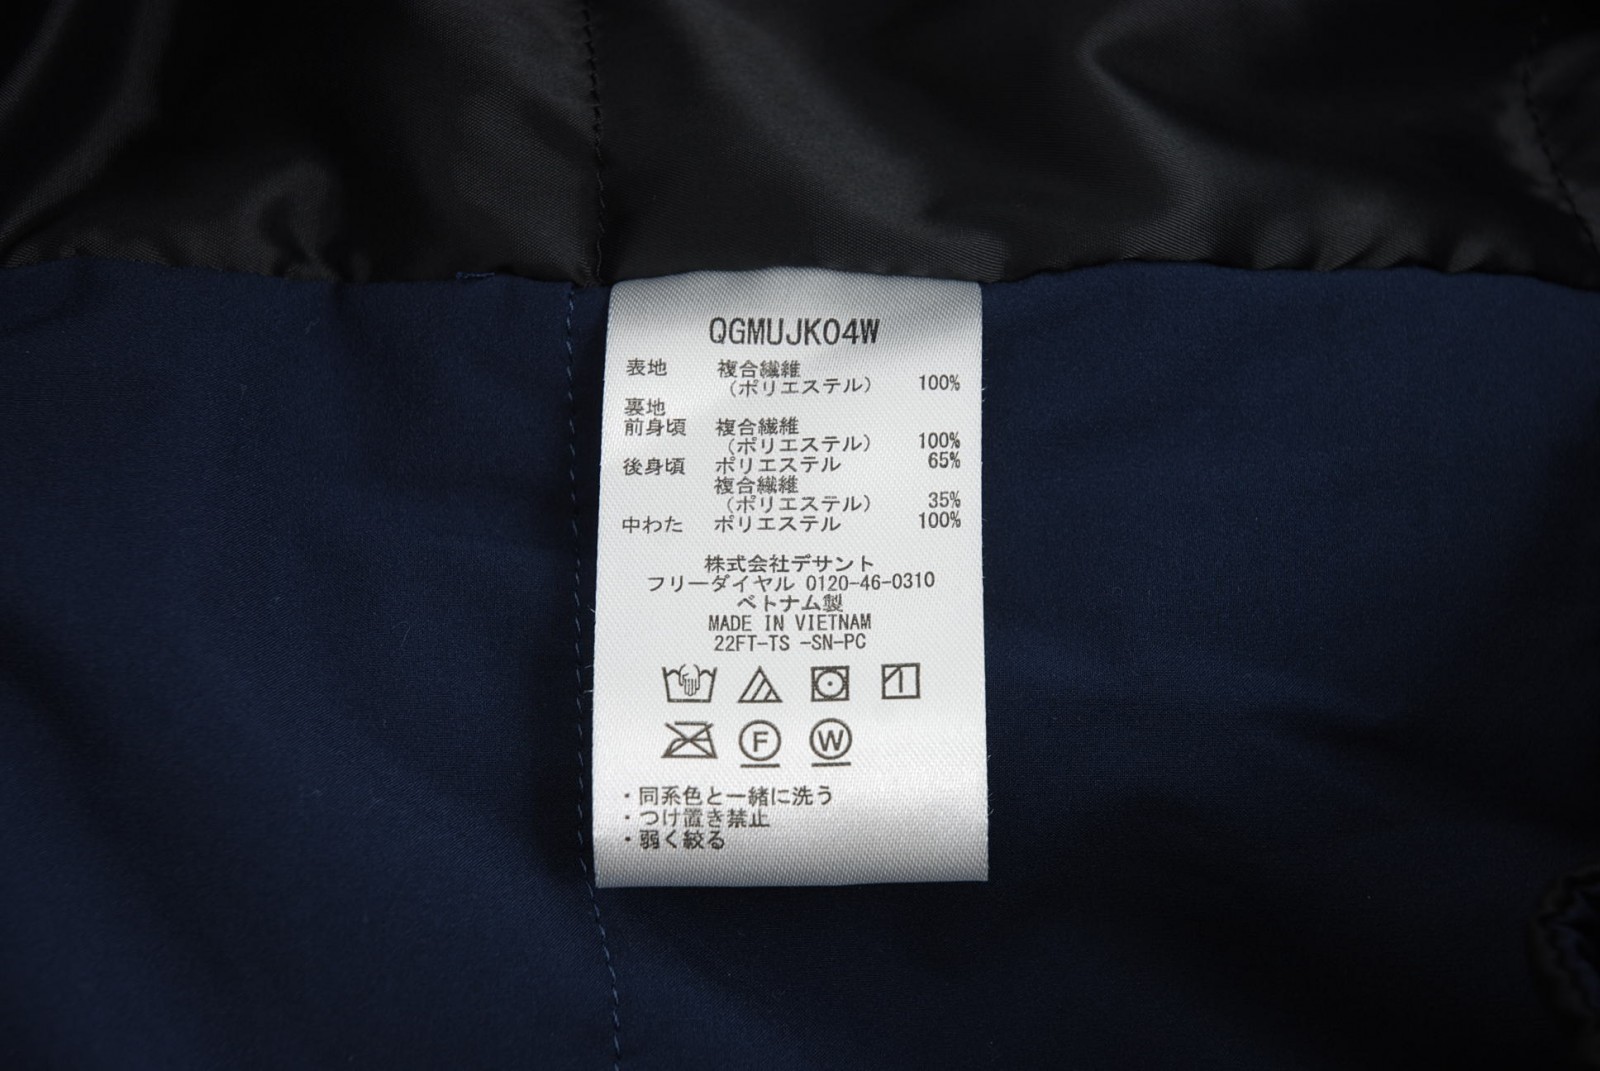 QGMUJK04W
表地 複合繊維
（ポリエステル） 100%
裏地
前身頃 複合繊維
（ポリエステル） 100%
後身頃 ポリエステル 65%
複合繊維
（ポリエステル） 35%
中わた ポリエステル 100%
株式会社デサント
フリーダイヤル 0120-46-0310
ベトナム製
MADE IN VIETNAM
22FT-TS -SN-PC
F W
・同系色と一緒に洗う
・つけ置き禁止
・弱く絞る